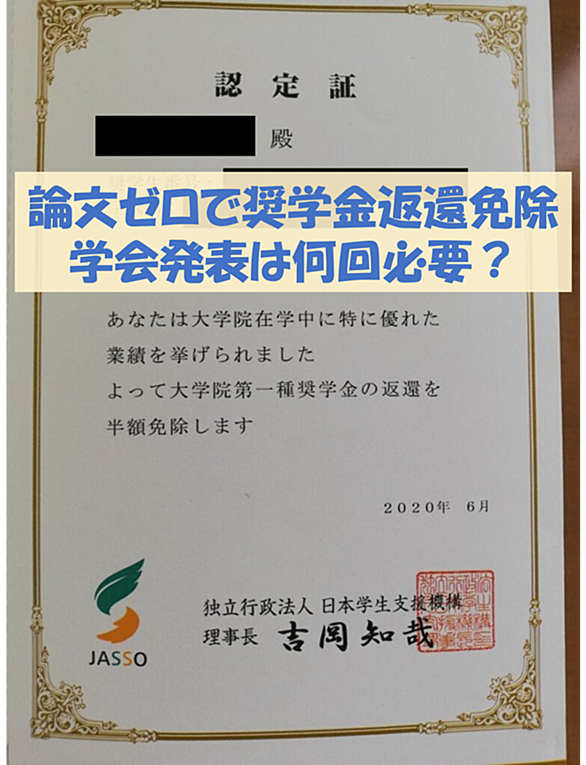 認定証
殿
論文ゼロで奨学金返還免除
学会発表は何回必要？
あなたは大学院在学中に特に優れた
業績を挙げられました
よって大学院第一種奨学金の返還を
半額免除します
2020年 6月
独立行政法人 日本学生支援機構
理事長 吉岡知哉
JASSO